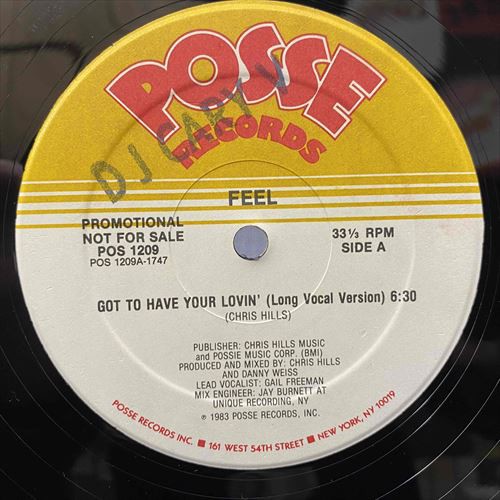 POSSE
RECORDS
DJ GARY V
FEEL
PROMOTIONAL
NOT FOR SALE
POS 1209
POS 1209A-1747
33⅓ RPM
SIDE A
GOT TO HAVE YOUR LOVIN' (Long Vocal Version) 6:30
(CHRIS HILLS)
PUBLISHER: CHRIS HILLS MUSIC
and POSSIE MUSIC CORP. (BMI)
PRODUCED AND MIXED BY: CHRIS HILLS
AND DANNY WEISS
LEAD VOCALIST: GAIL FREEMAN
MIX ENGINEER: JAY BURNETT AT
UNIQUE RECORDING, NY
℗ 1983 POSSE RECORDS, INC.
POSSE RECORDS INC. ■ 161 WEST 54TH STREET ■ NEW YORK, NY 10019